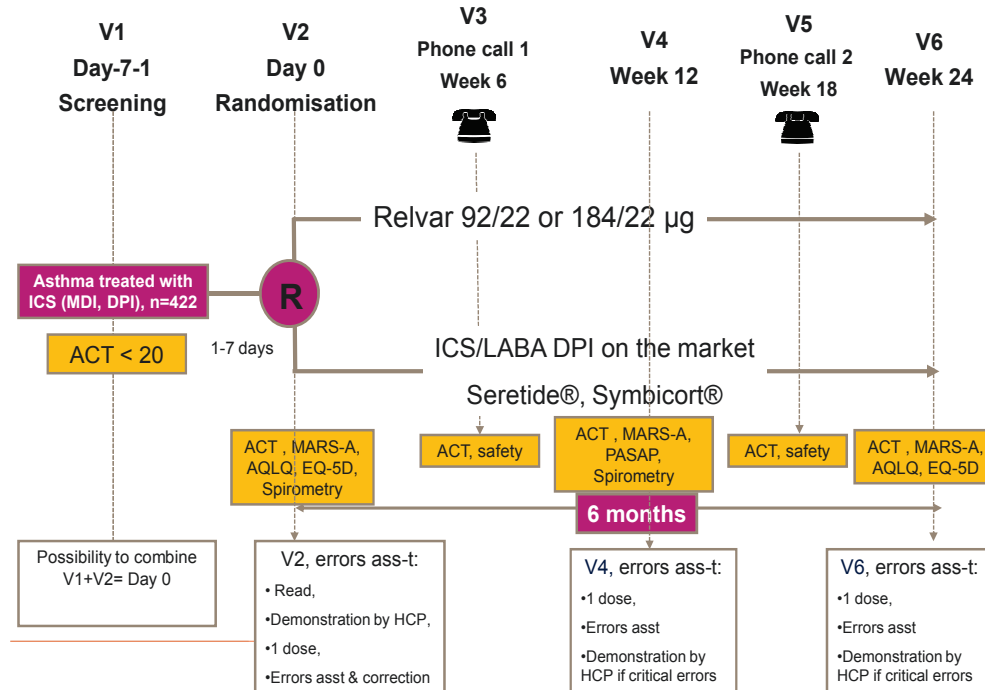 V1
Day-7-1
Screening
V2
Day 0
Randomisation
V3
Phone call 1
Week 6
V4
Week 12
V5
Phone call 2
Week 18
V6
Week 24
Relvar 92/22 or 184/22 µg
Asthma treated with
ICS (MDI, DPI), n=422
R
ACT < 20
1-7 days
ICS/LABA DPI on the market
Seretide®, Symbicort®
ACT , MARS-A,
AQLQ, EQ-5D,
Spirometry
ACT, safety
ACT , MARS-A,
PASAP,
Spirometry
ACT, safety
ACT, MARS-A,
AQLQ, EQ-5D
6 months
Possibility to combine
V1+V2= Day 0
V2, errors ass-t:
• Read,
•Demonstration by HCP,
•1 dose,
•Errors asst & correction
V4, errors ass-t:
•1 dose,
•Errors asst
•Demonstration by
HCP if critical errors
V6, errors ass-t:
•1 dose,
•Errors asst
•Demonstration by
HCP if critical errors